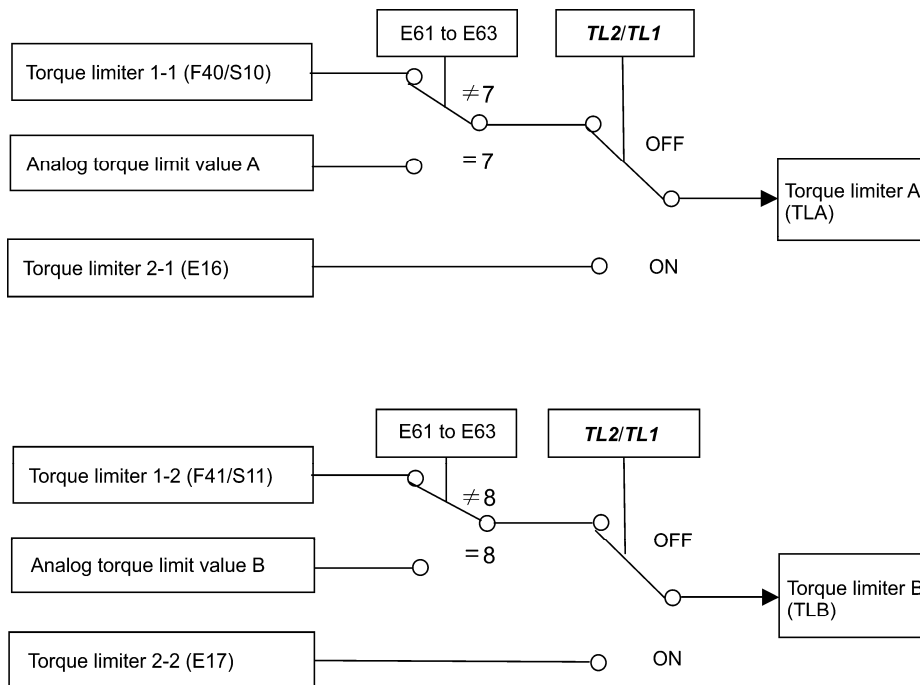 E61 to E63
TL2/TL1
Torque limiter 1-1 (F40/S10)
≠7
OFF
Analog torque limit value A
=7
Torque limiter A
(TLA)
Torque limiter 2-1 (E16)
ON
E61 to E63
TL2/TL1
Torque limiter 1-2 (F41/S11)
≠8
OFF
Analog torque limit value B
=8
Torque limiter B
(TLB)
Torque limiter 2-2 (E17)
ON